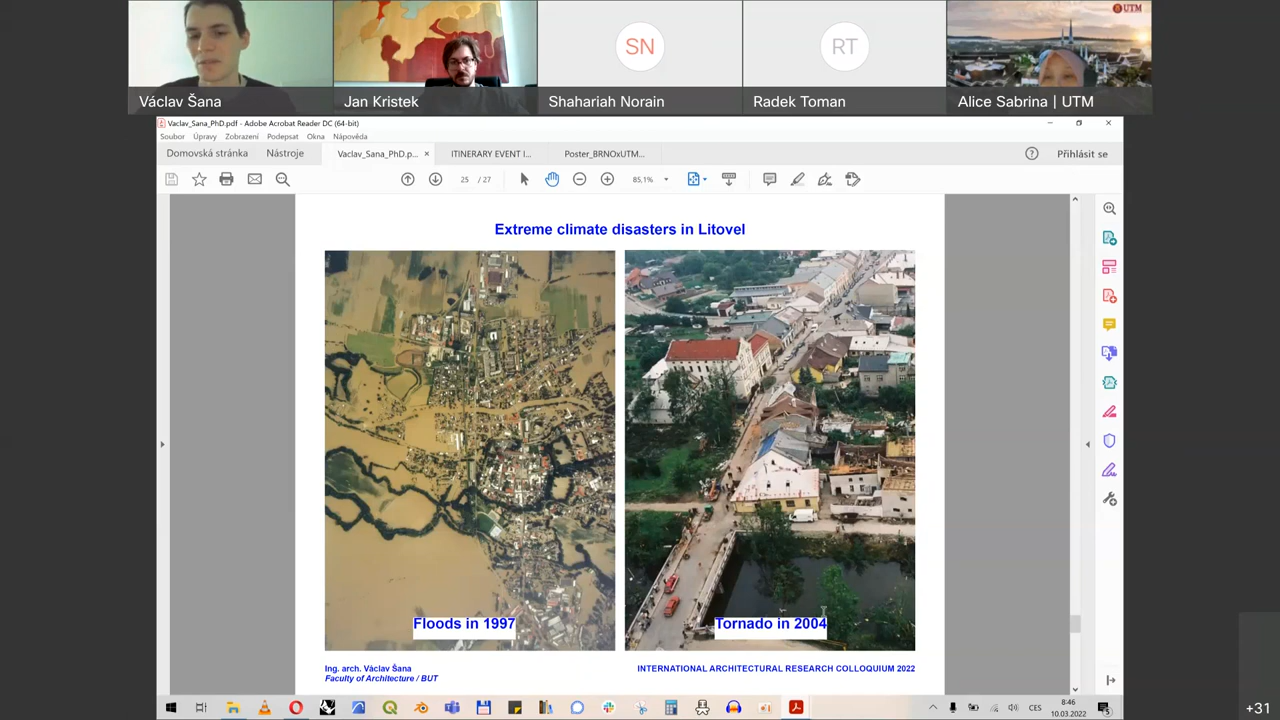 UTM
SN
RT
Václav Šana
Jan Kristek
Shahariah Norain
Radek Toman
Alice Sabrina | UTM
Vaclav_Sana_PhD.pdf - Adobe Acrobat Reader DC (64-bit)
Soubor Úpravy Zobrazení Podepsat Okna Nápověda
Domovská stránka Nástroje Vaclav_Sana_PhD.p... × ITINERARY EVENT I... Poster_BRNOxUTM... Přihlásit se
25 / 27 85,1%
Extreme climate disasters in Litovel
Floods in 1997
Tornado in 2004
Ing. arch. Václav Šana
Faculty of Architecture / BUT
INTERNATIONAL ARCHITECTURAL RESEARCH COLLOQUIUM 2022
CES
8:46
10.03.2022
5
+31